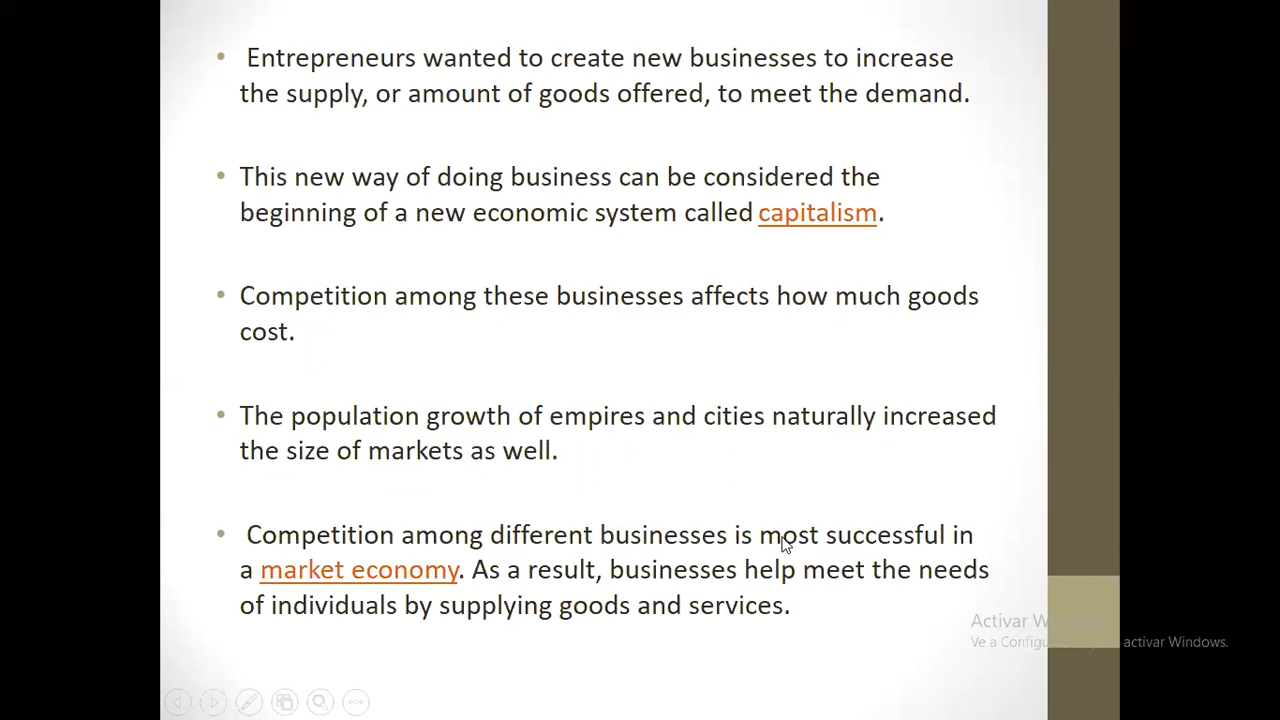 • Entrepreneurs wanted to create new businesses to increase
the supply, or amount of goods offered, to meet the demand.
• This new way of doing business can be considered the
beginning of a new economic system called capitalism.
• Competition among these businesses affects how much goods
cost.
• The population growth of empires and cities naturally increased
the size of markets as well.
• Competition among different businesses is most successful in
a market economy. As a result, businesses help meet the needs
of individuals by supplying goods and services.
Activar W
Ve a Configu activar Windows.